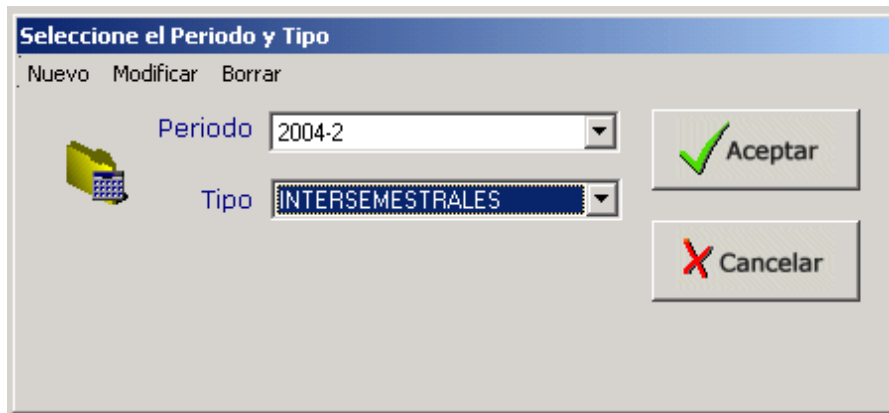 Seleccione el Periodo y Tipo
Nuevo Modificar Borrar
Periodo 2004-2
Aceptar
Tipo INTERSEMESTRALES
Cancelar